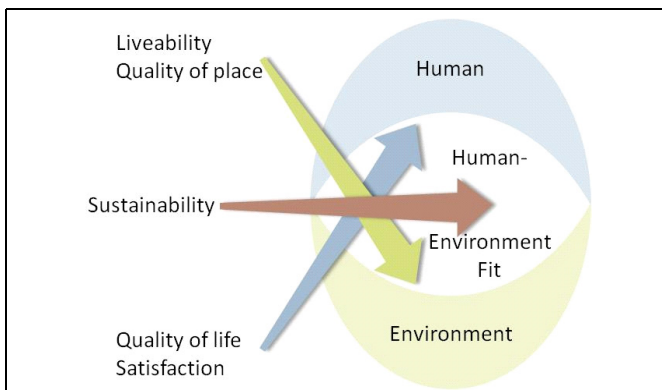 Liveability
Quality of place
Human
Human-
Sustainability
Environment
Fit
Quality of life
Satisfaction
Environment